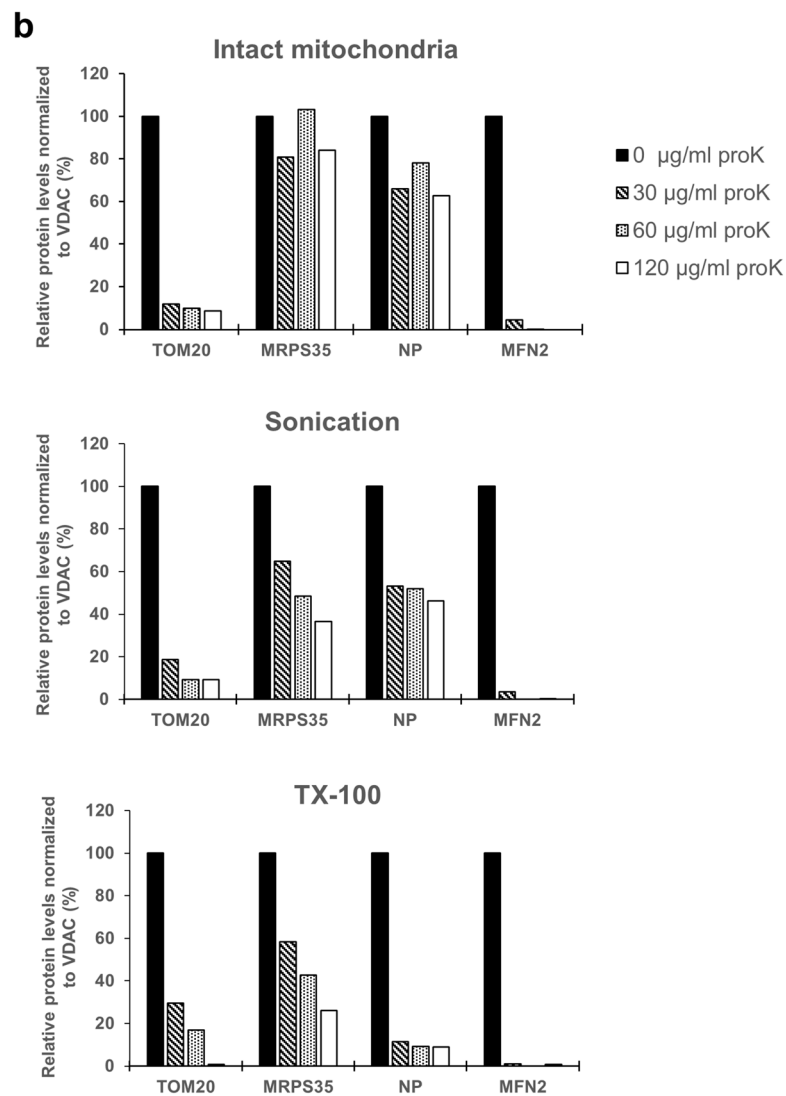 b
Intact mitochondria
Relative protein levels normalized
to VDAC (%)
120
100
80
60
40
20
0
TOM20 MRPS35 NP MFN2
0 µg/ml proK
30 µg/ml proK
60 µg/ml proK
120 µg/ml proK
Sonication
Relative protein levels normalized
to VDAC (%)
120
100
80
60
40
20
0
TOM20 MRPS35 NP MFN2
TX-100
Relative protein levels normalized
to VDAC (%)
120
100
80
60
40
20
0
TOM20 MRPS35 NP MFN2